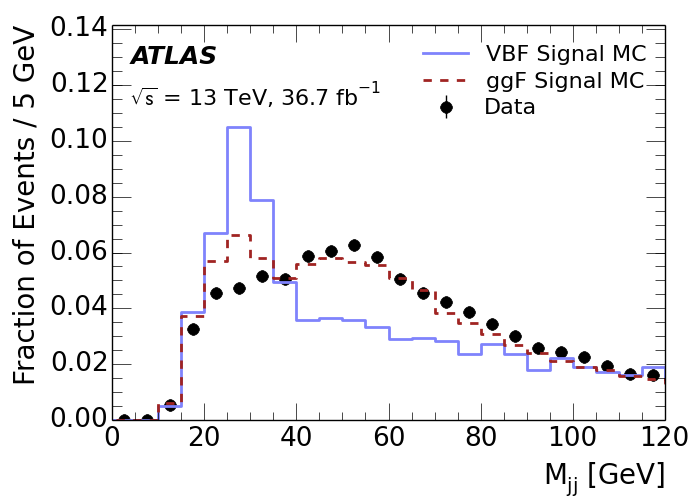 0.14
0.12
0.10
0.08
0.06
0.04
0.02
0.00
Fraction of Events / 5 GeV
ATLAS
√s = 13 TeV, 36.7 fb⁻¹
VBF Signal MC
ggF Signal MC
Data
0 20 40 60 80 100 120
M_jj [GeV]